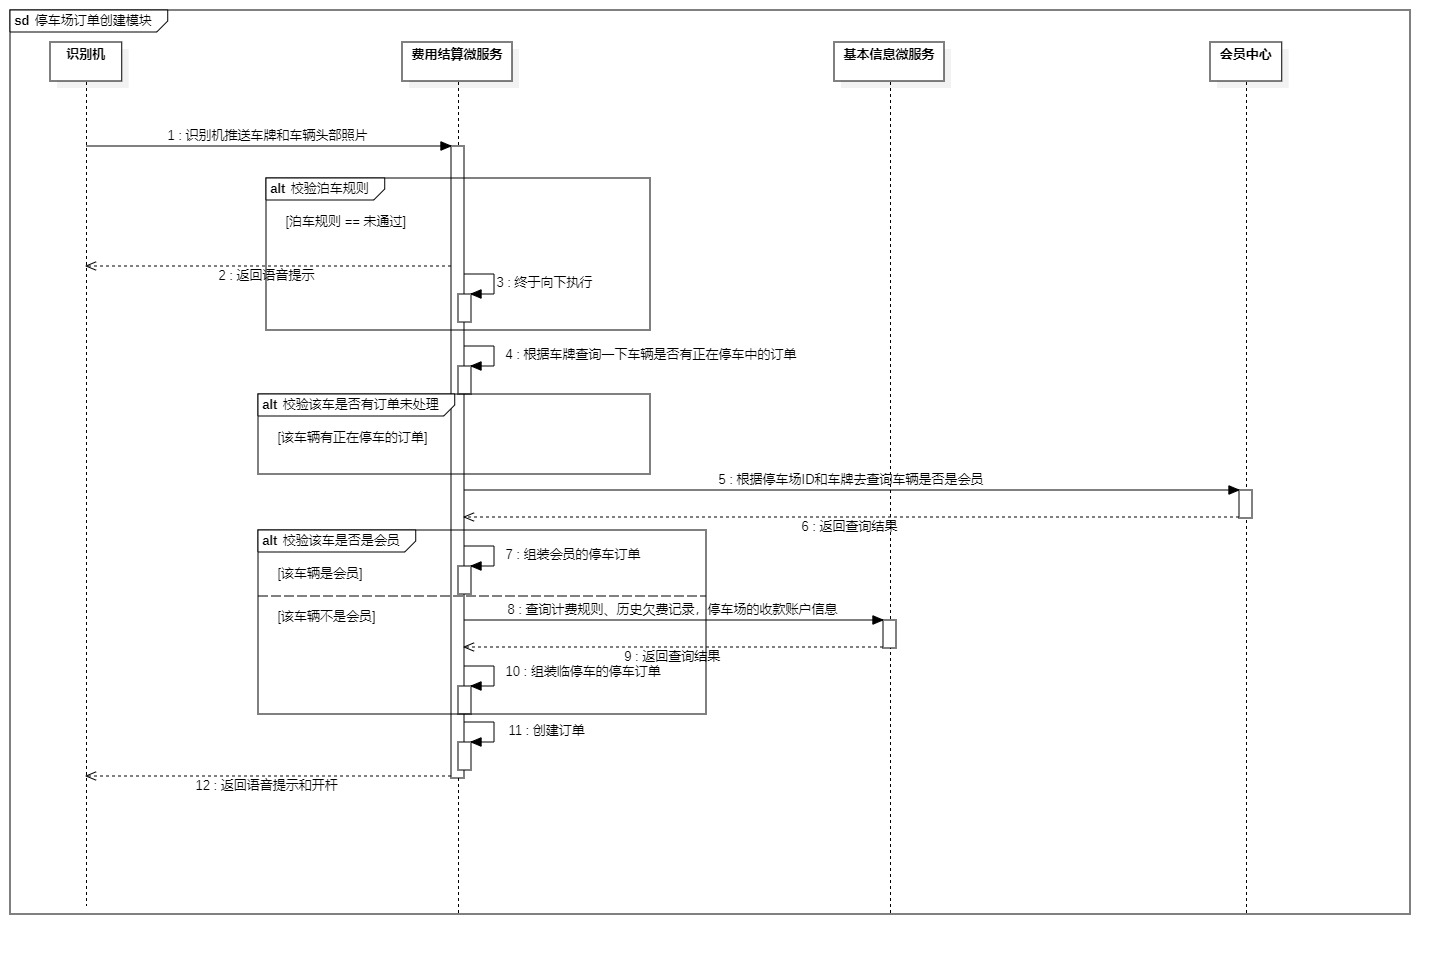 sd 停车场订单创建模块
识别机
费用结算微服务
基本信息微服务
会员中心
1 : 识别机推送车牌和车辆头部照片
alt 校验泊车规则
[泊车规则 == 未通过]
2 : 返回语音提示
3 : 终于向下执行
4 : 根据车牌查询一下车辆是否有正在停车中的订单
alt 校验该车是否有订单未处理
[该车辆有正在停车的订单]
5 : 根据停车场ID和车牌去查询车辆是否是会员
6 : 返回查询结果
alt 校验该车是否是会员
7 : 组装会员的停车订单
[该车辆是会员]
8 : 查询计费规则、历史欠费记录，停车场的收款账户信息
[该车辆不是会员]
9 : 返回查询结果
10 : 组装临停车的停车订单
11 : 创建订单
12 : 返回语音提示和开杆